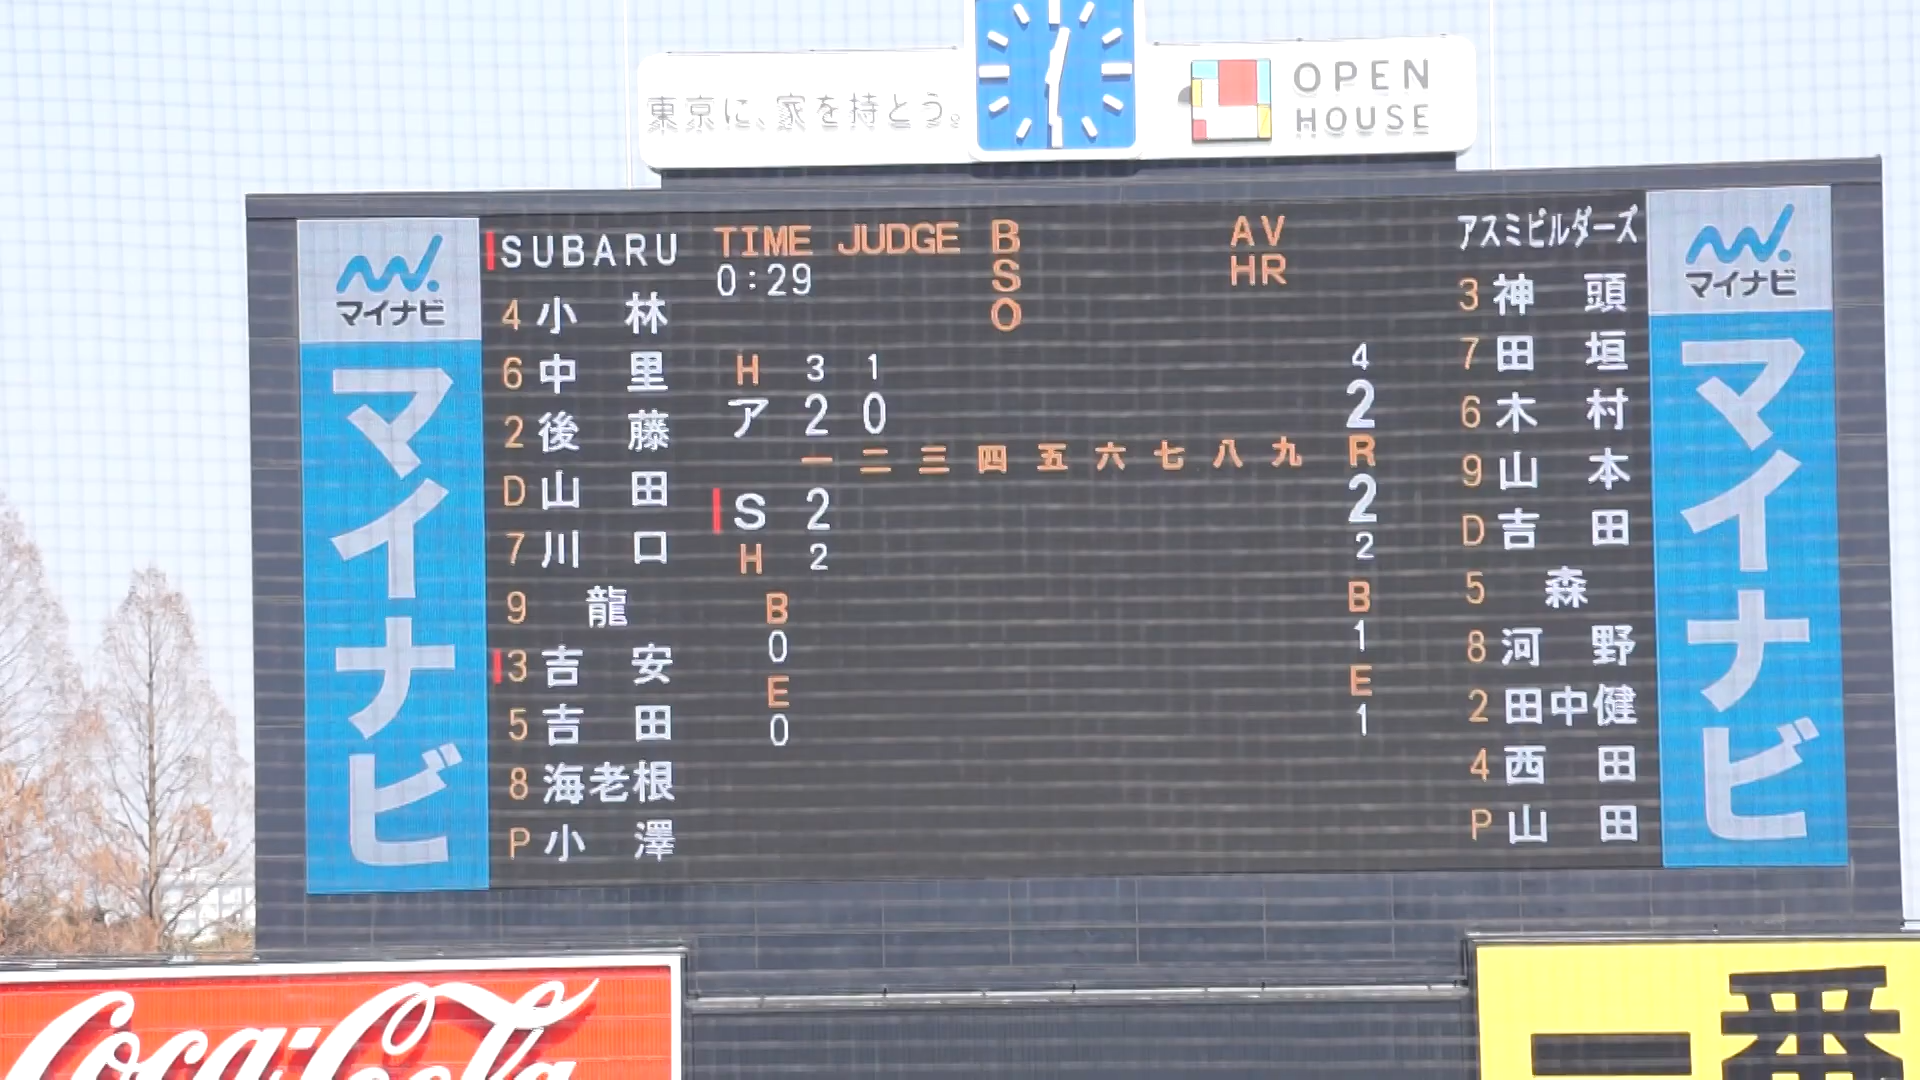 東京に、家を持とう。
OPEN
HOUSE
マイナビ
マイナビ
SUBARU
4 小林
6 中里
2 後藤
D 山田
7 川口
9 龍
3 吉安
5 吉田
8 海老根
P 小澤
TIME JUDGE
0:29
B
S
O
AV
HR
H 3 1 4
ア 2 0 2
一 二 三 四 五 六 七 八 九 R
S 2 2
H 2 2
B B
0 1
E E
0 1
アスミビルダーズ
3 神頭
7 田垣
6 木村
9 山本
D 吉田
5 森
8 河野
2 田中健
4 西田
P 山田
マイナビ
マイナビ
Coca-Cola
一番